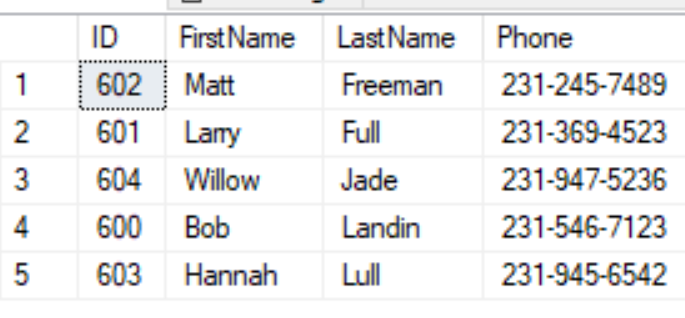 ID FirstName LastName Phone
1 602 Matt Freeman 231-245-7489
2 601 Larry Full 231-369-4523
3 604 Willow Jade 231-947-5236
4 600 Bob Landin 231-546-7123
5 603 Hannah Lull 231-945-6542